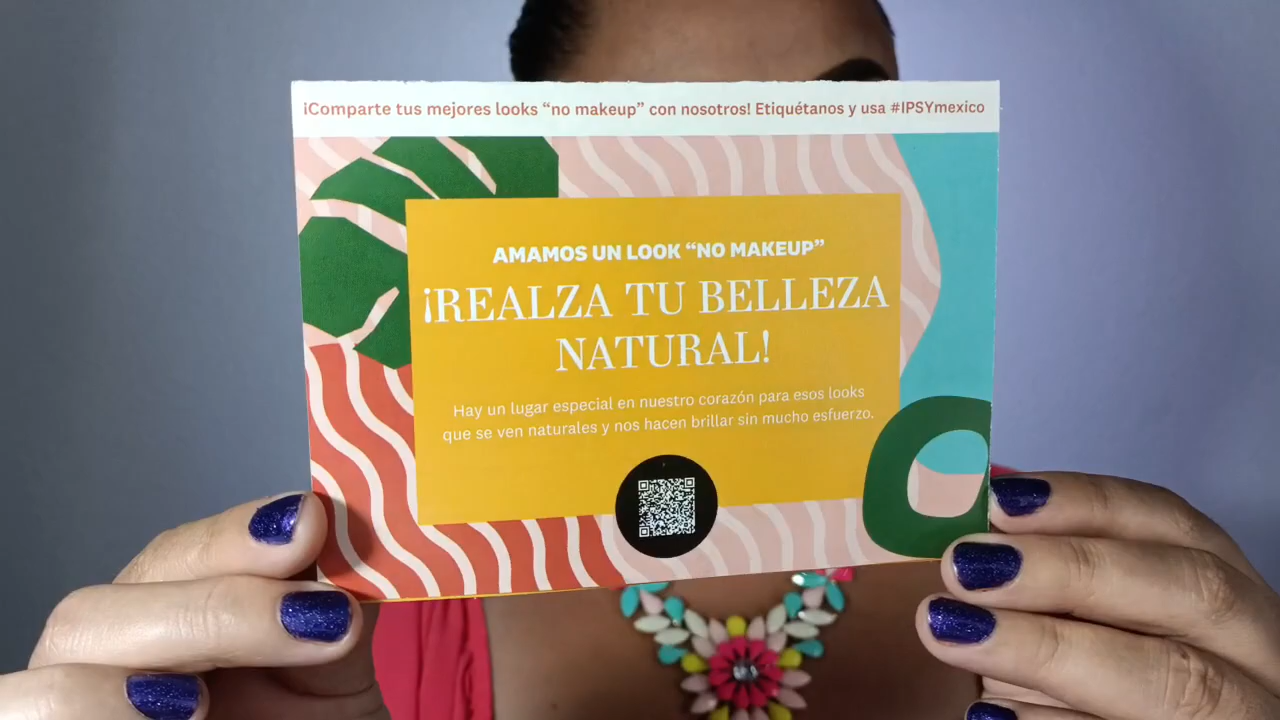 ¡Comparte tus mejores looks “no makeup” con nosotros! Etiquétanos y usa #IPSYmexico
AMAMOS UN LOOK “NO MAKEUP”
¡REALZA TU BELLEZA
NATURAL!
Hay un lugar especial en nuestro corazón para esos looks
que se ven naturales y nos hacen brillar sin mucho esfuerzo.